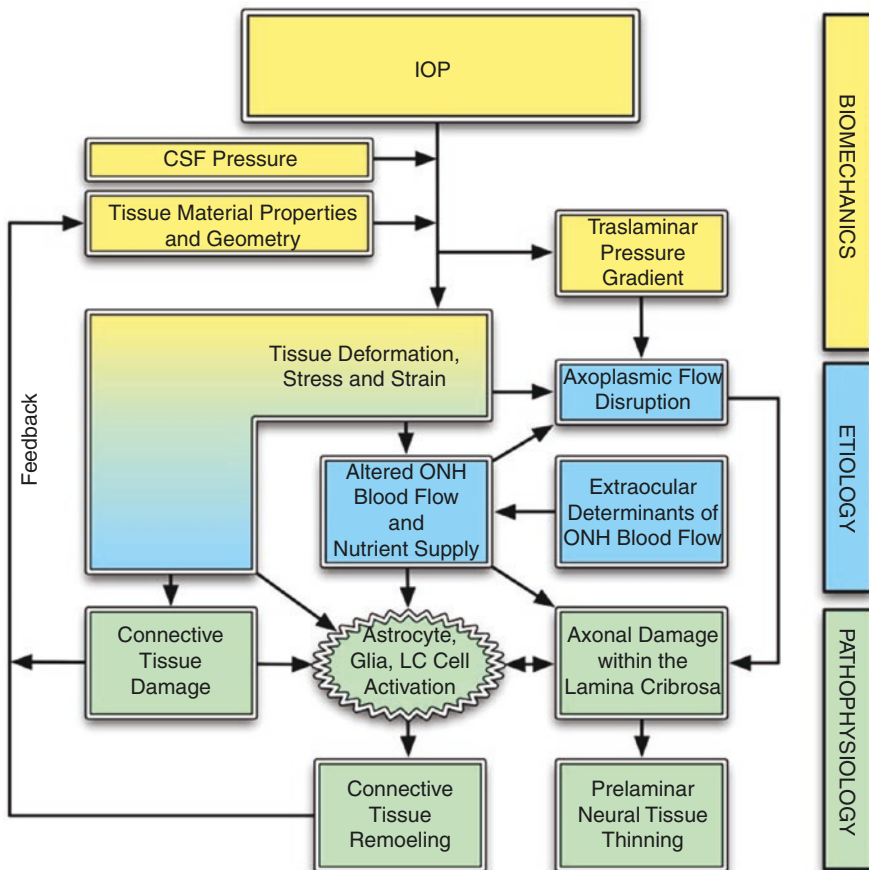 IOP
CSF Pressure
Tissue Material Properties
and Geometry
Traslaminar
Pressure
Gradient
Tissue Deformation,
Stress and Strain
Axoplasmic Flow
Disruption
Altered ONH
Blood Flow
and
Nutrient Supply
Extraocular
Determinants of
ONH Blood Flow
Feedback
Connective
Tissue
Damage
Astrocyte,
Glia, LC Cell
Activation
Axonal Damage
within the
Lamina Cribrosa
Connective
Tissue
Remoeling
Prelaminar
Neural Tissue
Thinning
BIOMECHANICS
ETIOLOGY
PATHOPHYSIOLOGY